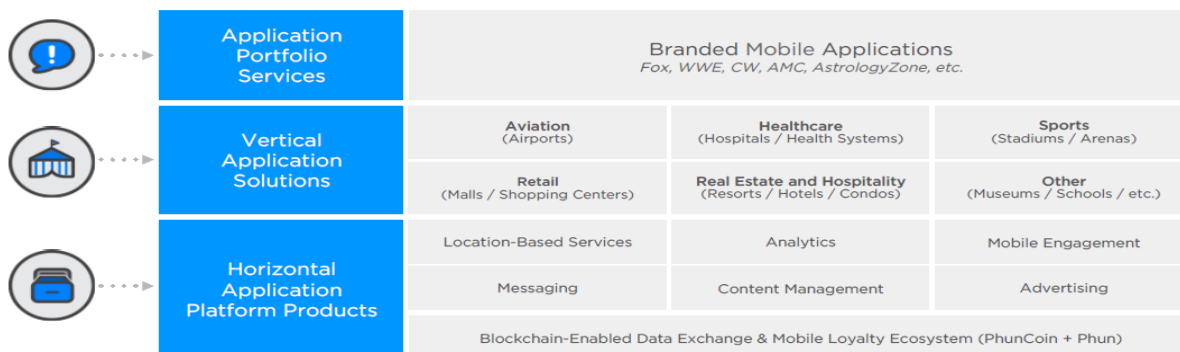 Application
Portfolio
Services
Branded Mobile Applications
Fox, WWE, CW, AMC, AstrologyZone, etc.
Vertical
Application
Solutions
Aviation
(Airports)
Healthcare
(Hospitals / Health Systems)
Sports
(Stadiums / Arenas)
Retail
(Malls / Shopping Centers)
Real Estate and Hospitality
(Resorts / Hotels / Condos)
Other
(Museums / Schools / etc.)
Horizontal
Application
Platform Products
Location-Based Services
Analytics
Mobile Engagement
Messaging
Content Management
Advertising
Blockchain-Enabled Data Exchange & Mobile Loyalty Ecosystem (PhunCoin + Phun)